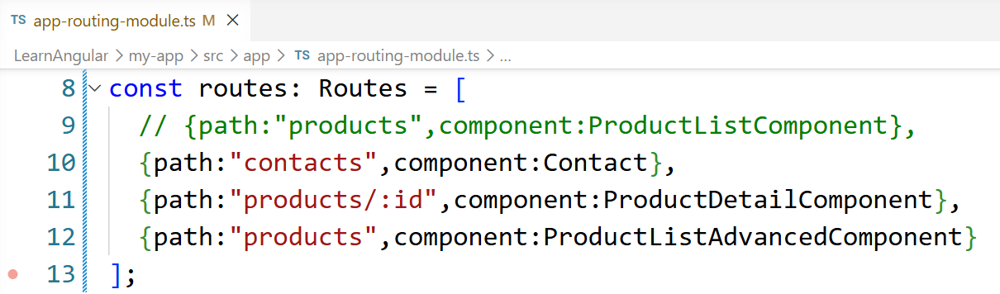 TS app-routing-module.ts M ×
LearnAngular > my-app > src > app > TS app-routing-module.ts > ...
8 const routes: Routes = [
9 // {path:"products",component:ProductListComponent},
10 {path:"contacts",component:Contact},
11 {path:"products/:id",component:ProductDetailComponent},
12 {path:"products",component:ProductListAdvancedComponent}
13 ];